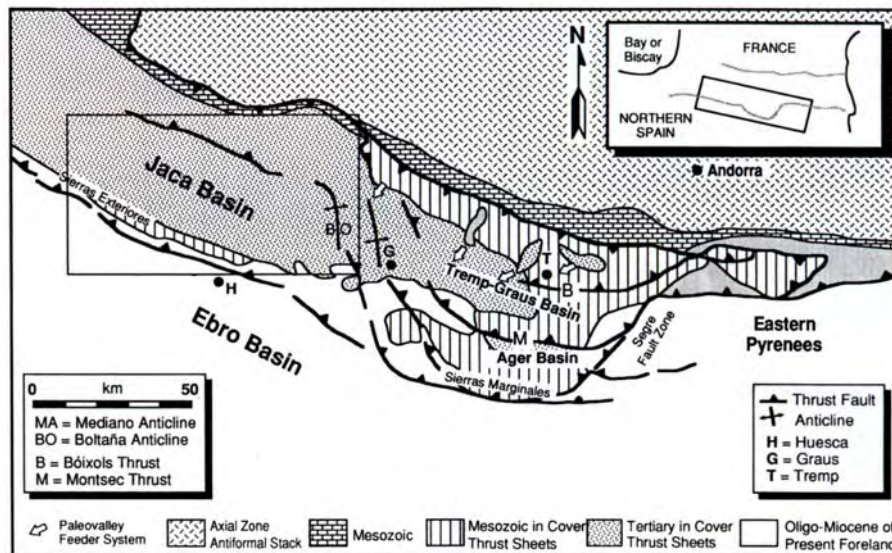 N
Bay or
Biscay
FRANCE
NORTHERN
SPAIN
Andorra
Jaca Basin
Sierras Exteriores
BO
G
T
Tremp-Graus Basin
B
H
M
Ager Basin
Segre
Fault Zone
Eastern
Pyrenees
Ebro Basin
Sierras Marginales
0 50
km
MA = Mediano Anticline
BO = Boltaña Anticline
B = Bóixols Thrust
M = Montsec Thrust
Thrust Fault
Anticline
H = Huesca
G = Graus
T = Tremp
Paleovalley
Feeder System
Axial Zone
Antiformal Stack
Mesozoic
Mesozoic in Cover
Thrust Sheets
Tertiary in Cover
Thrust Sheets
Oligo-Miocene of
Present Foreland